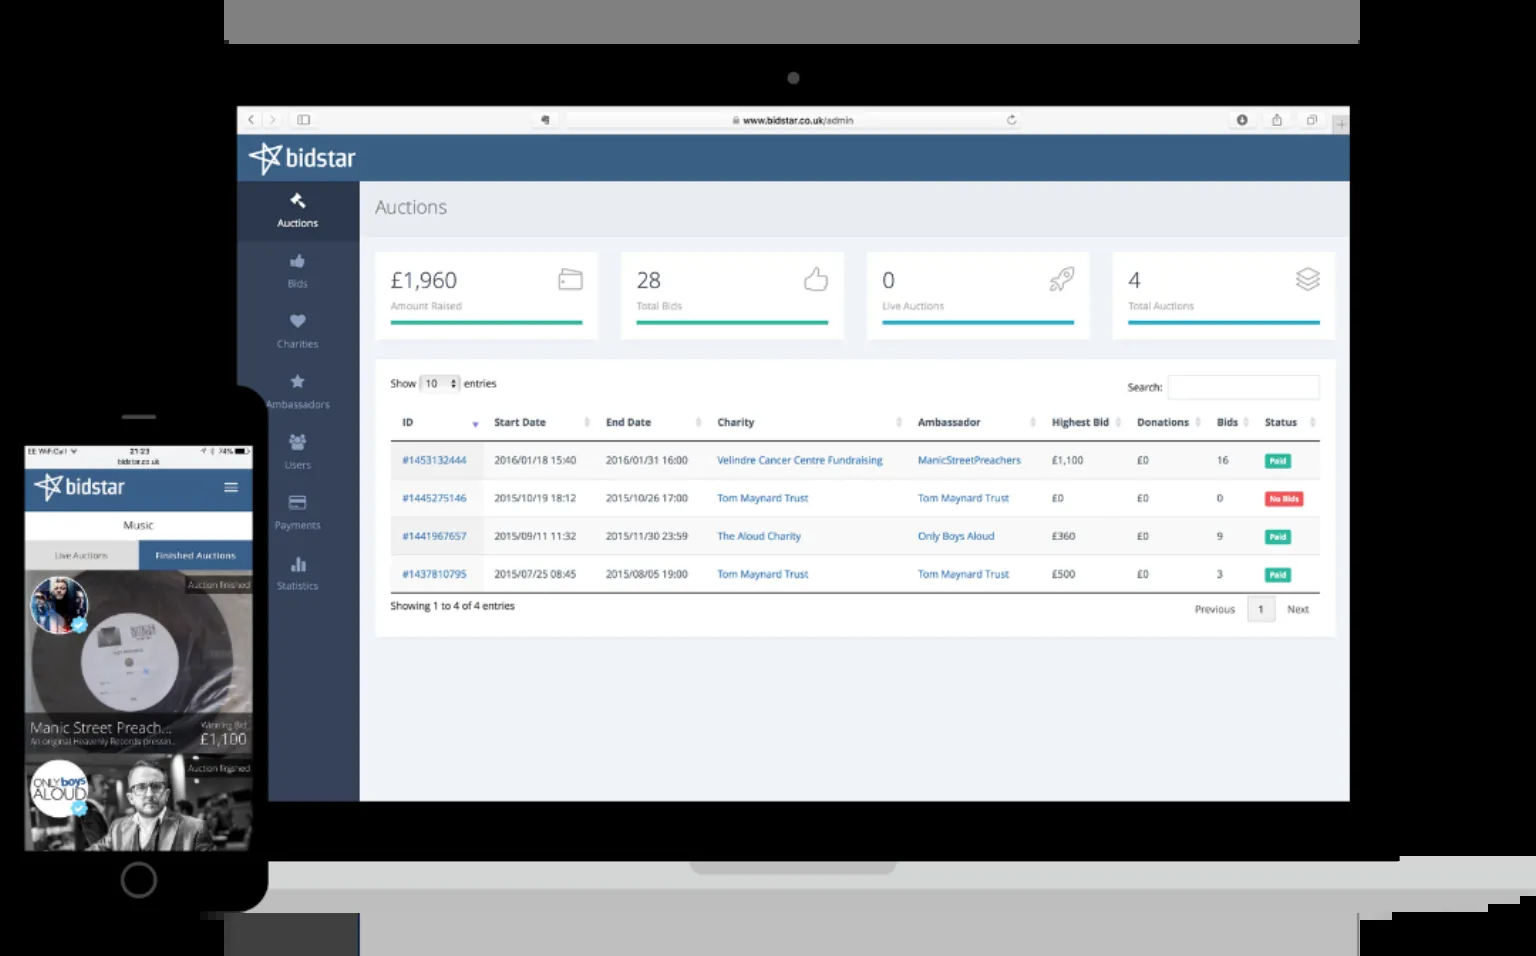 www.bidstar.co.uk/admin
bidstar
Auctions
Bids
Charities
Ambassadors
Users
Payments
Statistics
Auctions
£1,960
Amount Raised
28
Total Bids
0
Live Auctions
4
Total Auctions
Show 10 entries
Search:
ID Start Date End Date Charity Ambassador Highest Bid Donations Bids Status
#1453132444 2016/01/18 15:40 2016/01/31 16:00 Velindre Cancer Centre Fundraising ManicStreetPreachers £1,100 £0 16 Paid
#1445275146 2015/10/19 18:12 2015/10/26 17:00 Tom Maynard Trust Tom Maynard Trust £0 £0 0 No Bids
#1441967657 2015/09/11 11:32 2015/11/30 23:59 The Aloud Charity Only Boys Aloud £360 £0 9 Paid
#1437810795 2015/07/25 08:45 2015/08/05 19:00 Tom Maynard Trust Tom Maynard Trust £500 £0 3 Paid
Showing 1 to 4 of 4 entries
Previous 1 Next
EE WiFiCall 21:23 74%
bidstar.co.uk
bidstar
Music
Live Auctions Finished Auctions
Auction finished
Manic Street Preach...
Winning Bid
An original Heavenly Records pressin...
£1,100
Auction finished
ONLY boys
ALOUD